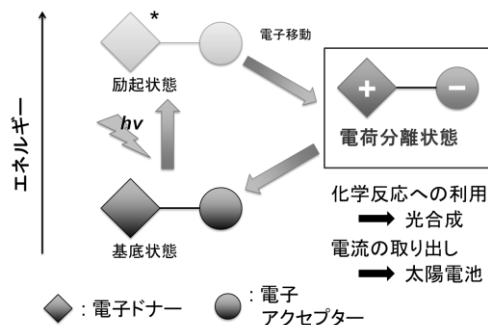 エネルギー
*
励起状態
電子移動
hν
+
−
電荷分離状態
基底状態
化学反応への利用
光合成
電流の取り出し
太陽電池
: 電子ドナー
: 電子
アクセプター